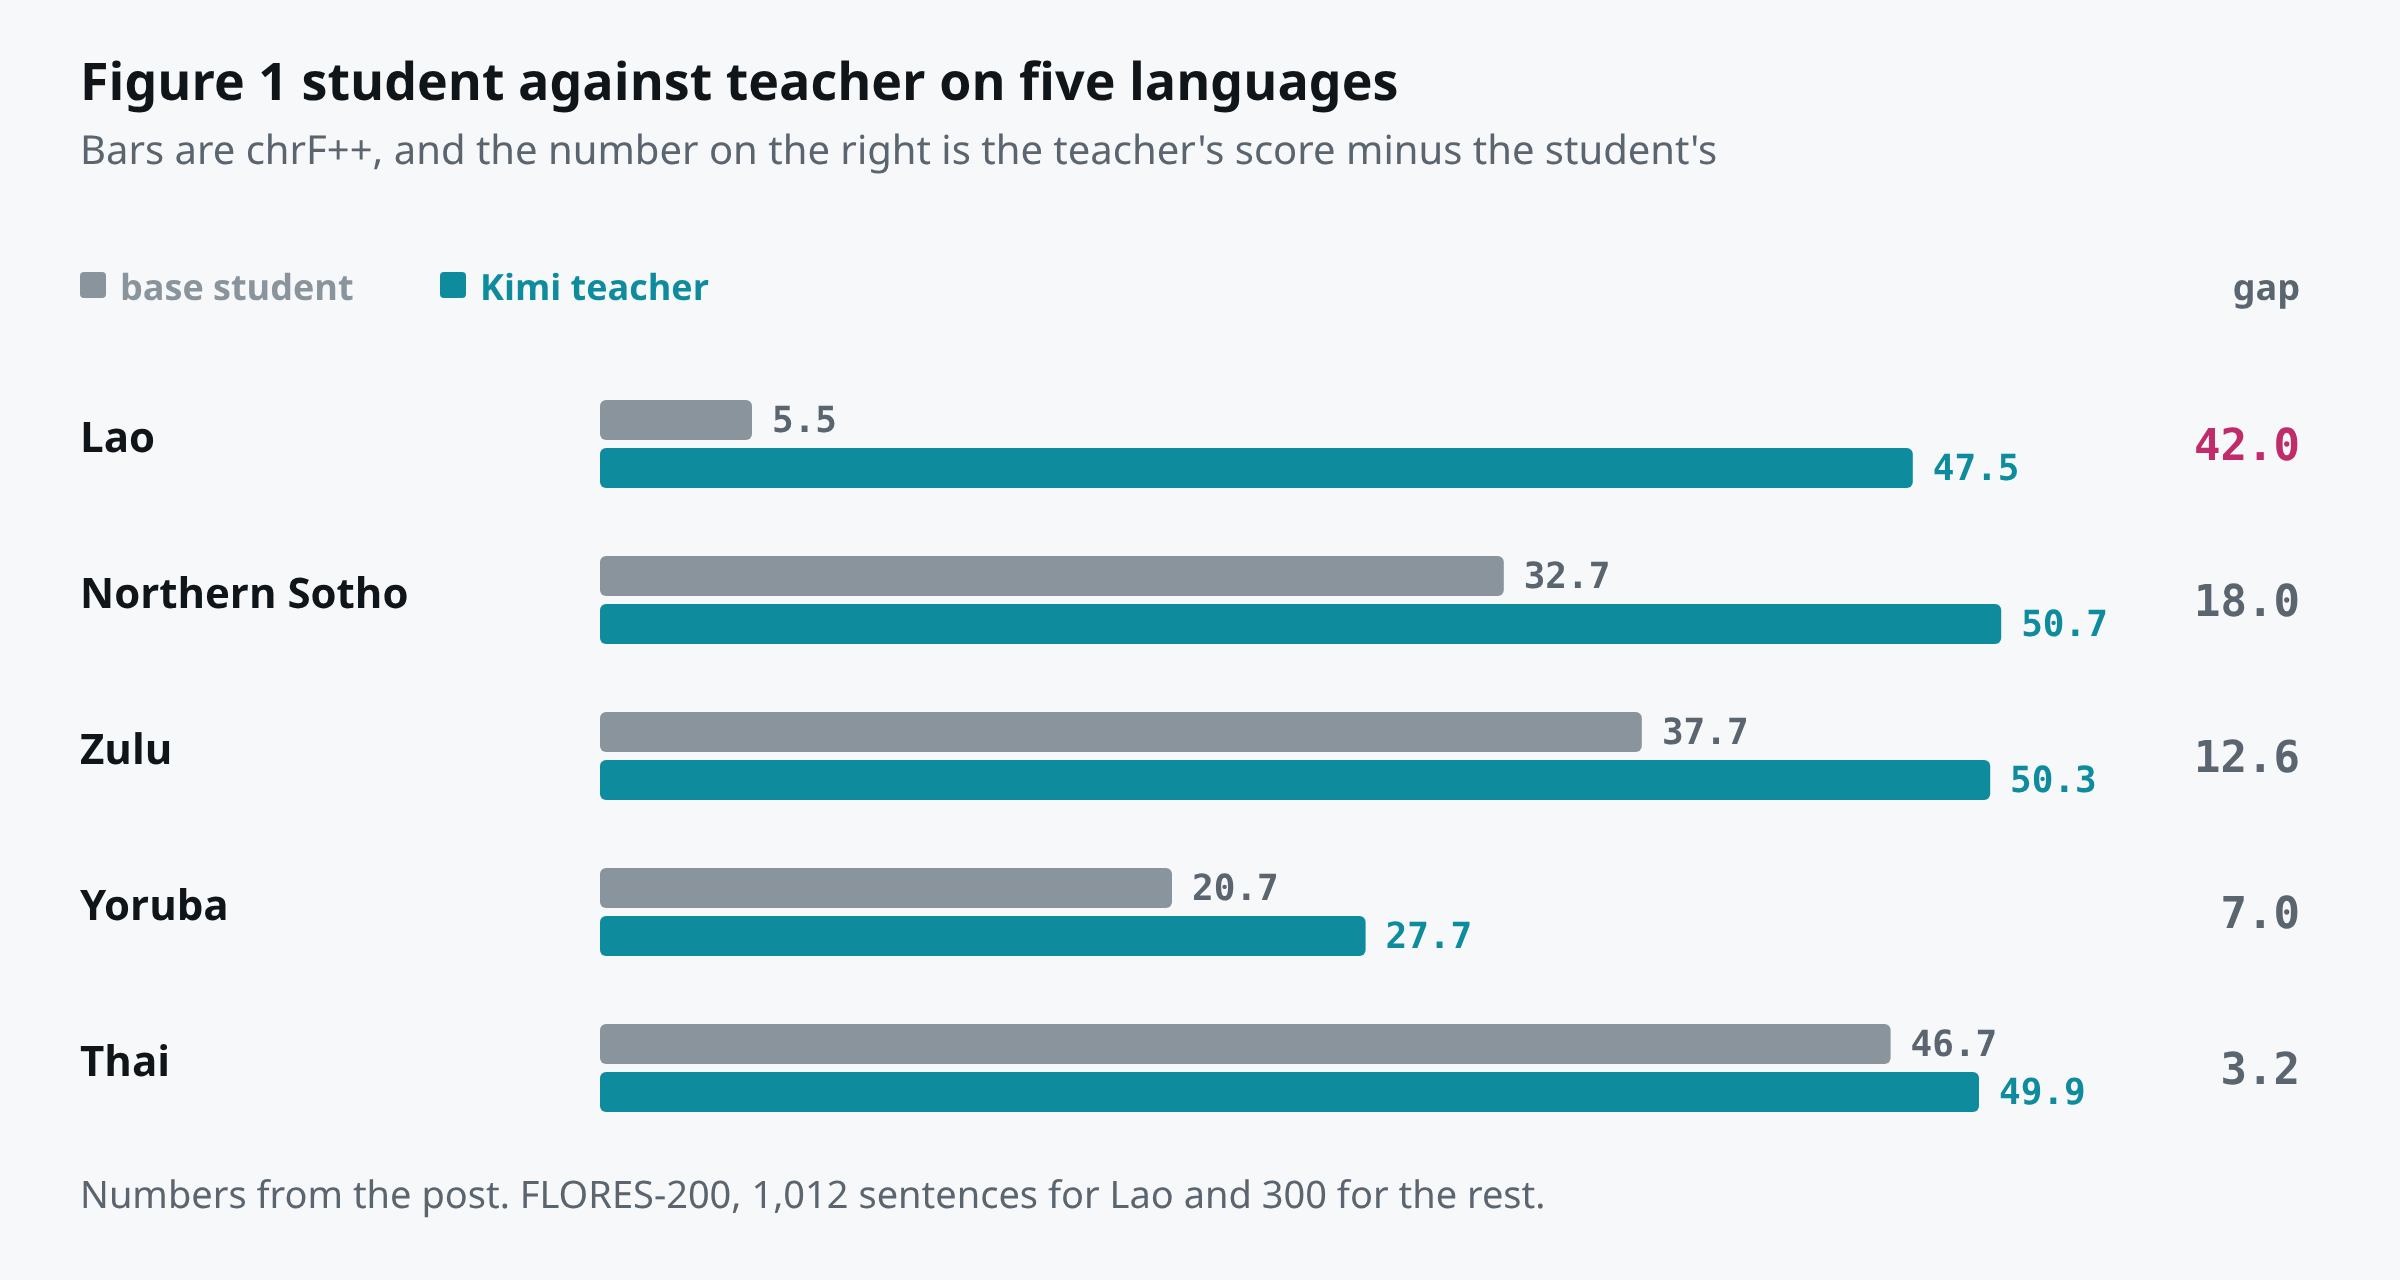 Figure 1 student against teacher on five languages
Bars are chrF++, and the number on the right is the teacher's score minus the student's
base student Kimi teacher gap
Lao 5.5 47.5 42.0
Northern Sotho 32.7 50.7 18.0
Zulu 37.7 50.3 12.6
Yoruba 20.7 27.7 7.0
Thai 46.7 49.9 3.2
Numbers from the post. FLORES-200, 1,012 sentences for Lao and 300 for the rest.